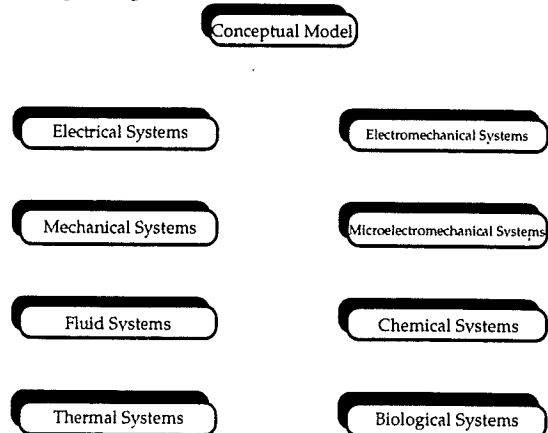 Conceptual Model
Electrical Systems
Electromechanical Systems
Mechanical Systems
Microelectromechanical Systems
Fluid Systems
Chemical Systems
Thermal Systems
Biological Systems